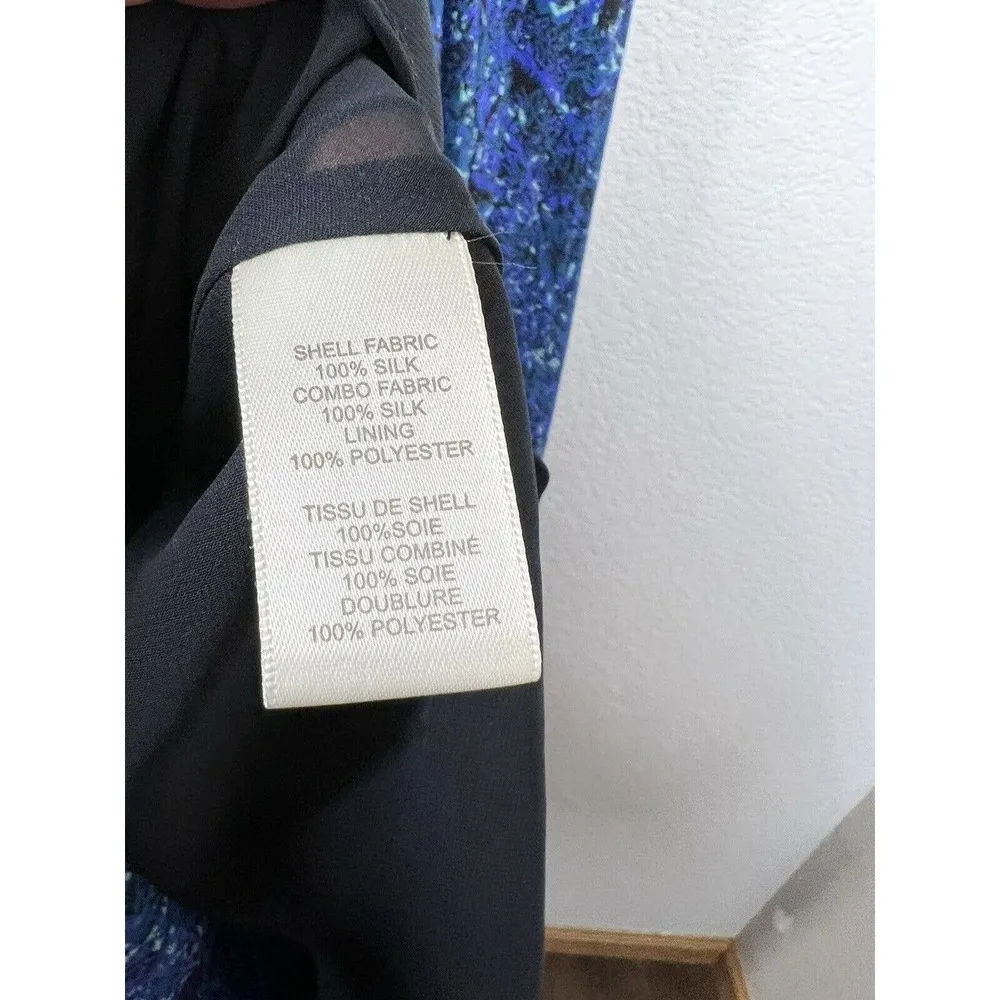 SHELL FABRIC
100% SILK
COMBO FABRIC
100% SILK
LINING
100% POLYESTER
TISSU DE SHELL
100%SOIE
TISSU COMBINÉ
100% SOIE
DOUBLURE
100% POLYESTER